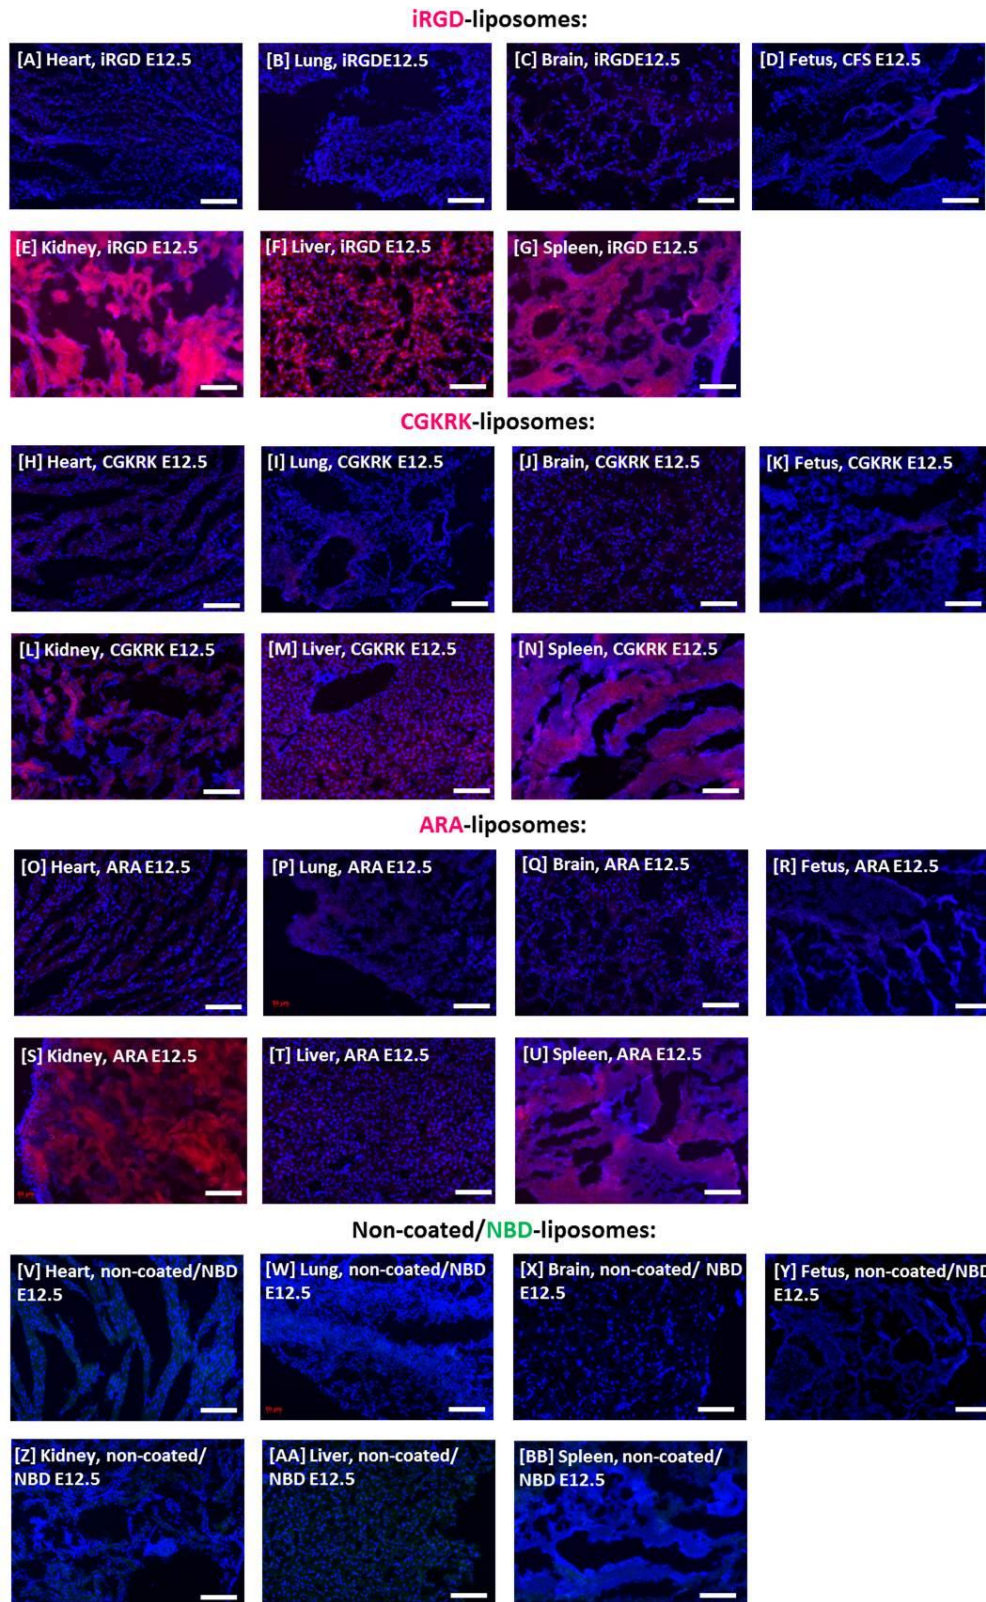 iRGD-liposomes:
[A] Heart, iRGD E12.5
[B] Lung, iRGDE12.5
[C] Brain, iRGDE12.5
[D] Fetus, CFS E12.5
[E] Kidney, iRGD E12.5
[F] Liver, iRGD E12.5
[G] Spleen, iRGD E12.5
CGKRK-liposomes:
[H] Heart, CGKRK E12.5
[I] Lung, CGKRK E12.5
[J] Brain, CGKRK E12.5
[K] Fetus, CGKRK E12.5
[L] Kidney, CGKRK E12.5
[M] Liver, CGKRK E12.5
[N] Spleen, CGKRK E12.5
ARA-liposomes:
[O] Heart, ARA E12.5
[P] Lung, ARA E12.5
[Q] Brain, ARA E12.5
[R] Fetus, ARA E12.5
[S] Kidney, ARA E12.5
[T] Liver, ARA E12.5
[U] Spleen, ARA E12.5
Non-coated/NBD-liposomes:
[V] Heart, non-coated/NBD
E12.5
[W] Lung, non-coated/NBD
E12.5
[X] Brain, non-coated/ NBD
E12.5
[Y] Fetus, non-coated/NBD
E12.5
[Z] Kidney, non-coated/
NBD E12.5
[AA] Liver, non-coated/
NBD E12.5
[BB] Spleen, non-coated/
NBD E12.5